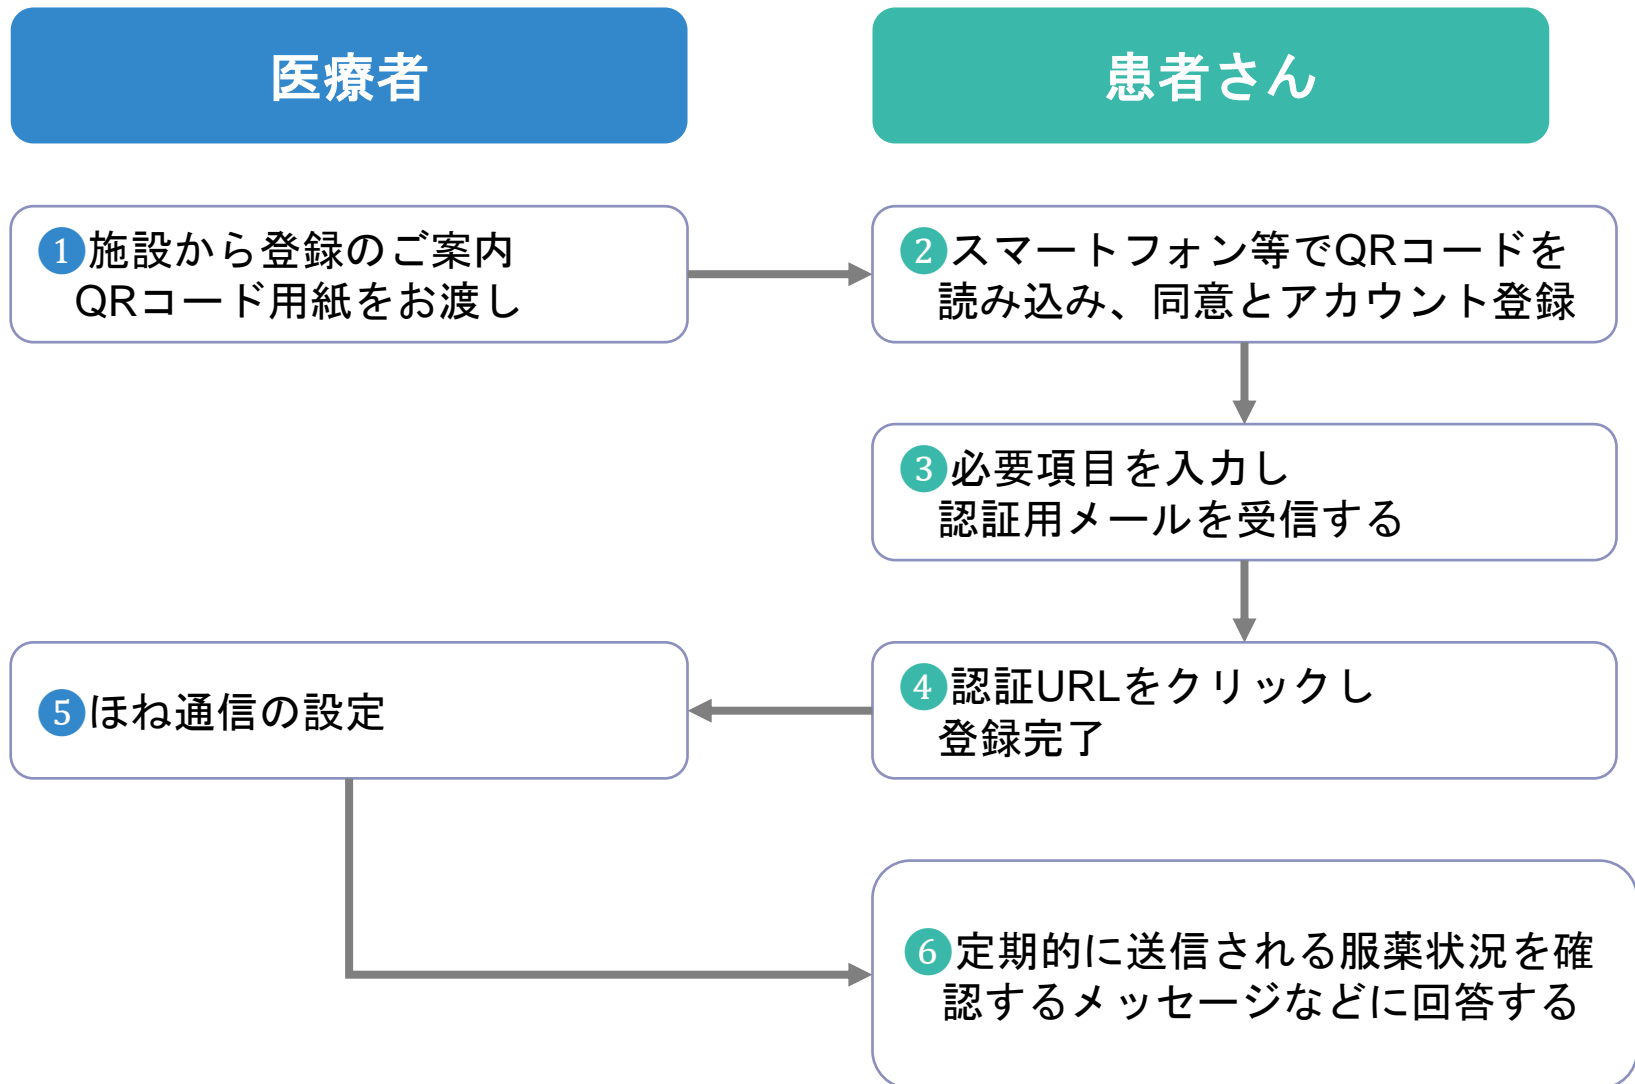 医療者
患者さん
❶施設から登録のご案内
QRコード用紙をお渡し
❷スマートフォン等でQRコードを
読み込み、同意とアカウント登録
❸必要項目を入力し
認証用メールを受信する
❹認証URLをクリックし
登録完了
❺ほね通信の設定
❻定期的に送信される服薬状況を確
認するメッセージなどに回答する